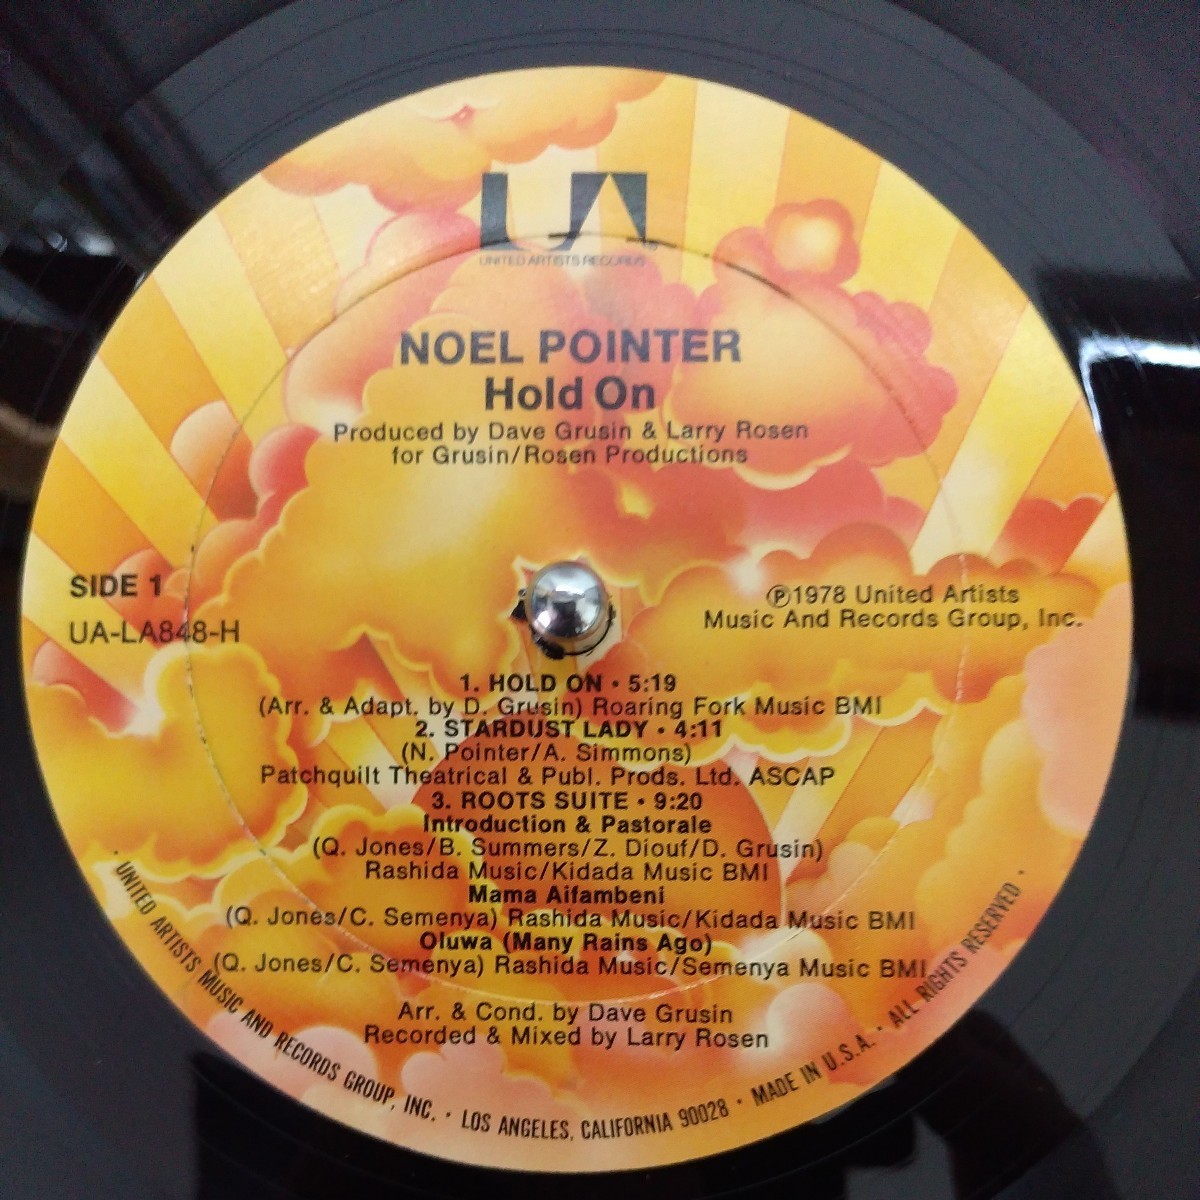 UA
UNITED ARTISTS RECORDS
NOEL POINTER
Hold On
Produced by Dave Grusin & Larry Rosen
for Grusin/Rosen Productions
SIDE 1
UA-LA848-H
Ⓟ1978 United Artists
Music And Records Group, Inc.
1. HOLD ON • 5:19
(Arr. & Adapt. by D. Grusin) Roaring Fork Music BMI
2. STARDUST LADY • 4:11
(N. Pointer/A. Simmons)
Patchquilt Theatrical & Publ. Prods. Ltd. ASCAP
3. ROOTS SUITE • 9:20
Introduction & Pastorale
(Q. Jones/B. Summers/Z. Diouf/D. Grusin)
Rashida Music/Kidada Music BMI
Mama Aifambeni
(Q. Jones/C. Semenya) Rashida Music/Kidada Music BMI
Oluwa (Many Rains Ago)
(Q. Jones/C. Semenya) Rashida Music/Semenya Music BMI
Arr. & Cond. by Dave Grusin
Recorded & Mixed by Larry Rosen
• UNITED ARTISTS MUSIC AND RECORDS GROUP, INC. • LOS ANGELES, CALIFORNIA 90028 • MADE IN U.S.A. • ALL RIGHTS RESERVED •